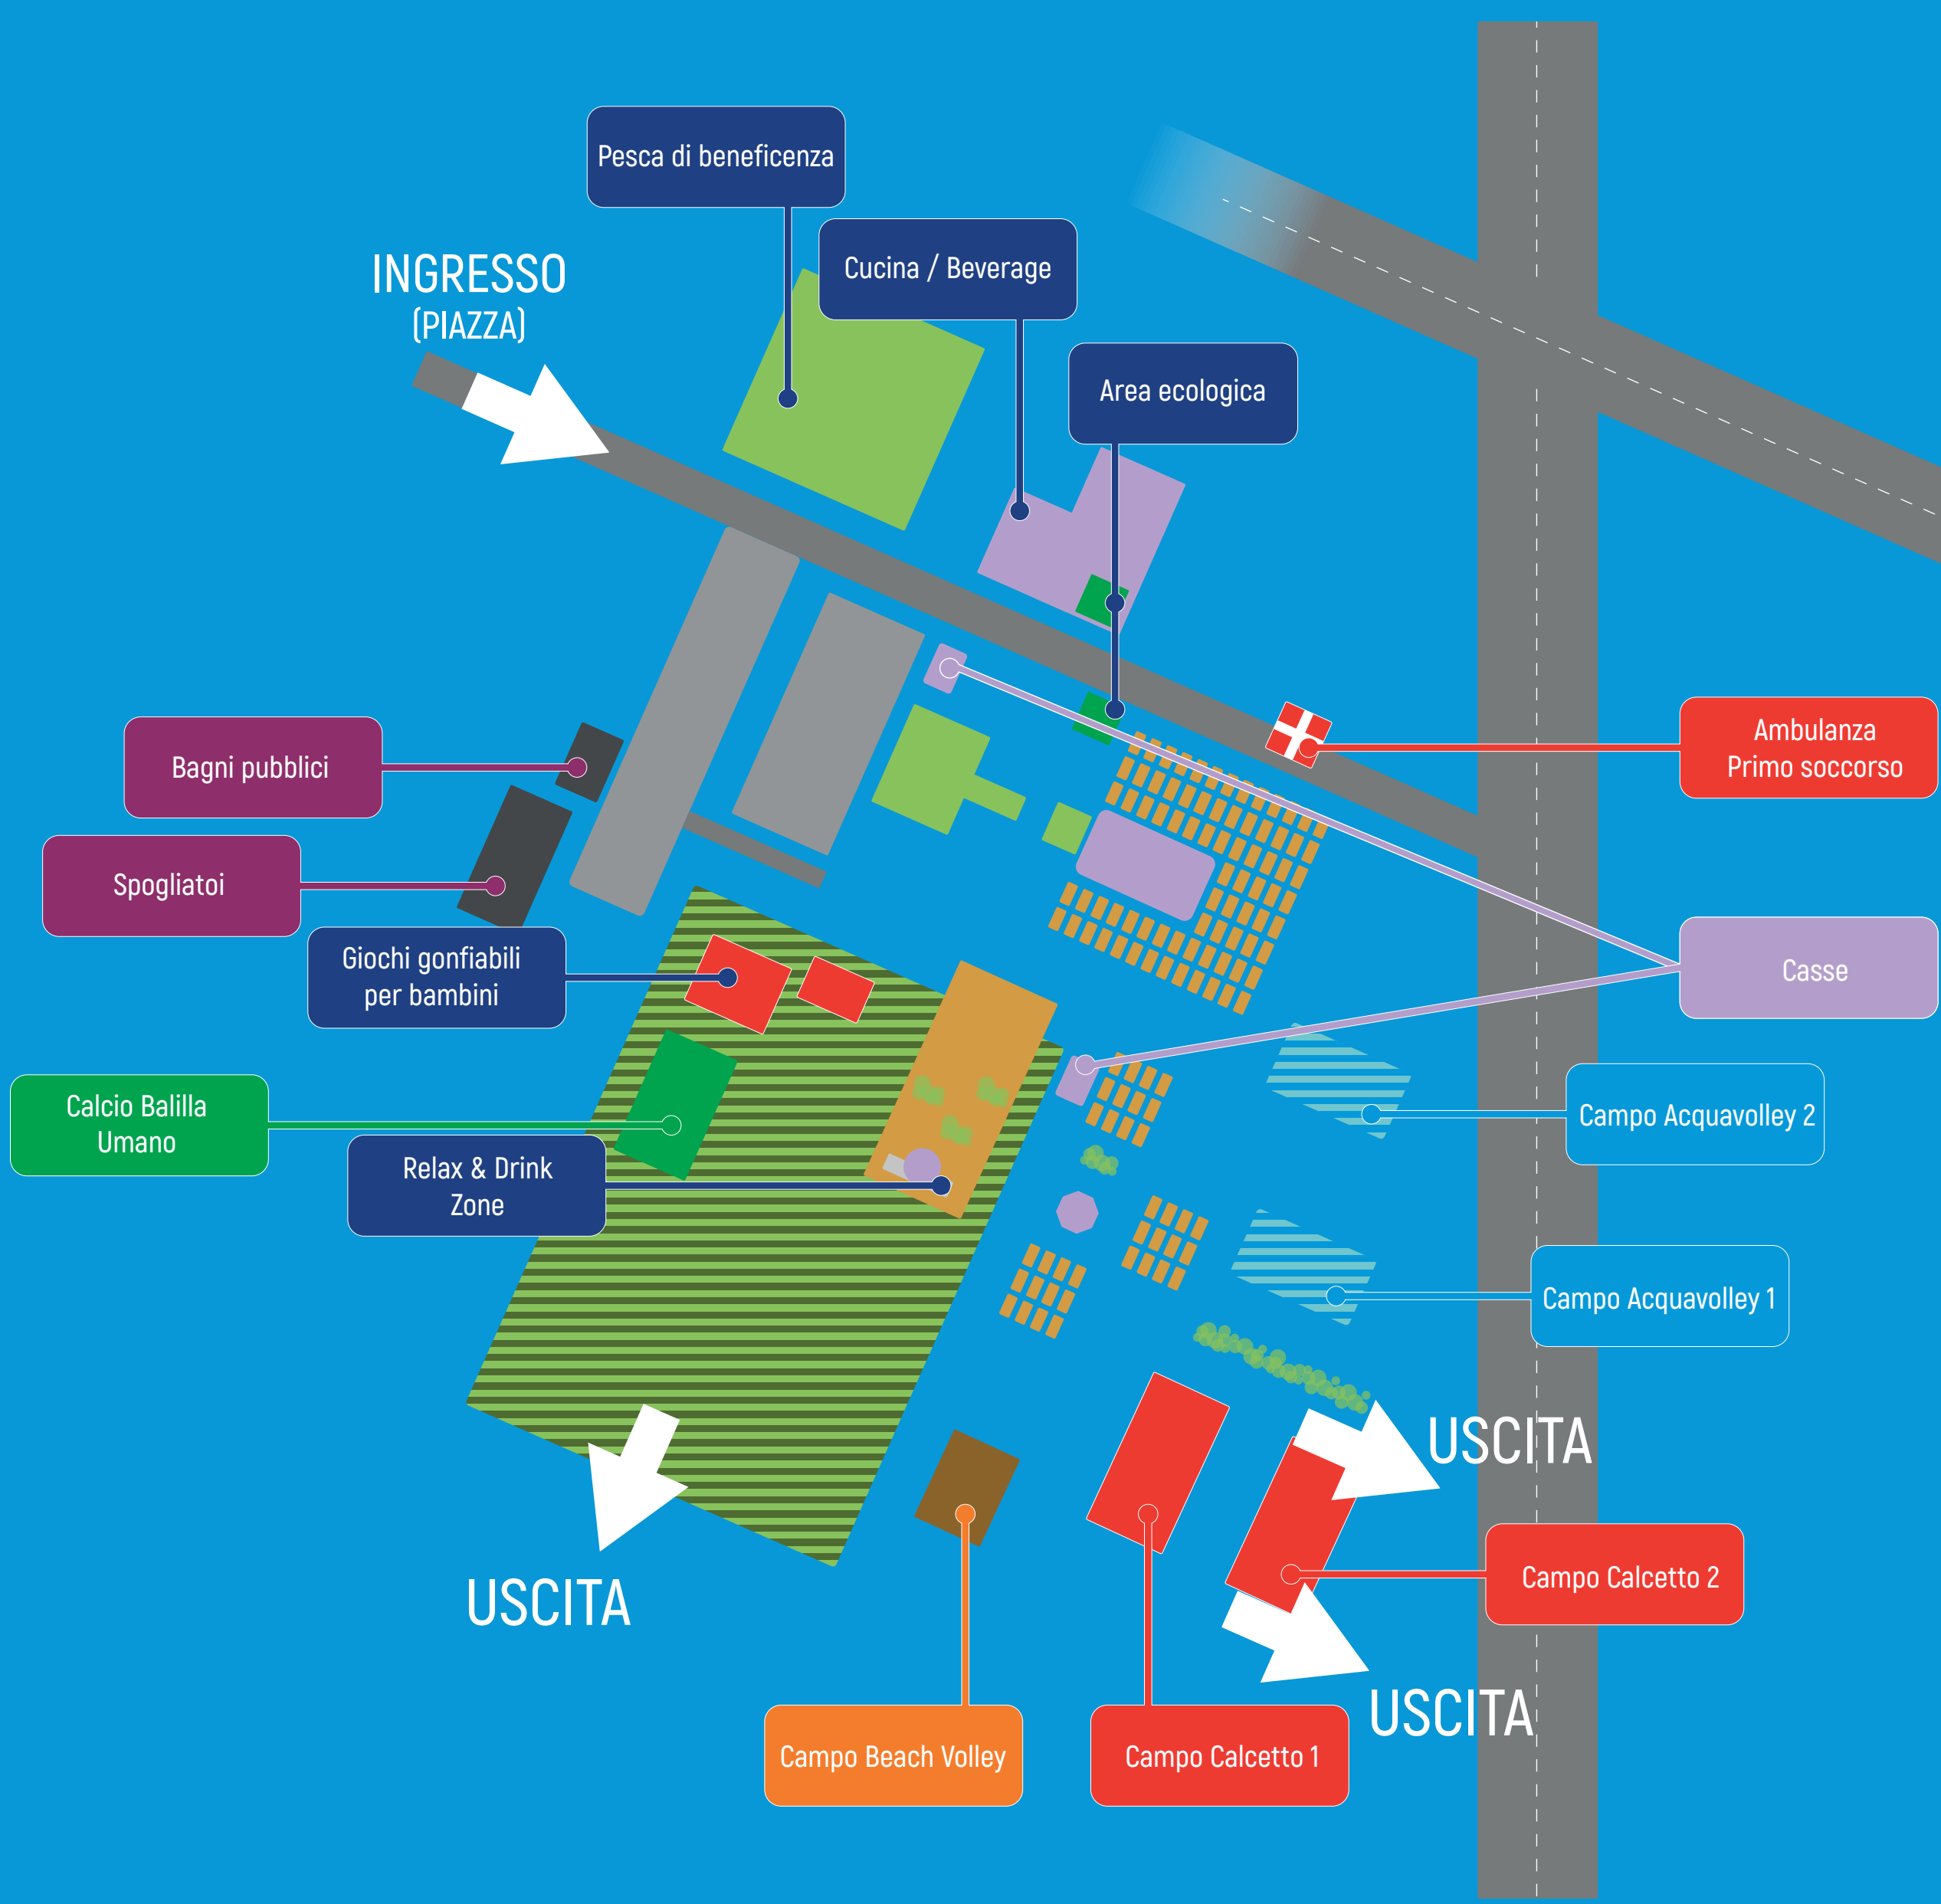 Pesca di beneficenza
Cucina / Beverage
INGRESSO
(PIAZZA)
Area ecologica
Ambulanza
Primo soccorso
Bagni pubblici
Spogliatoi
Giochi gonfiabili
per bambini
Casse
Calcio Balilla
Umano
Campo Acquavolley 2
Relax & Drink
Zone
Campo Acquavolley 1
USCITA
Campo Calcetto 2
USCITA
USCITA
Campo Beach Volley
Campo Calcetto 1